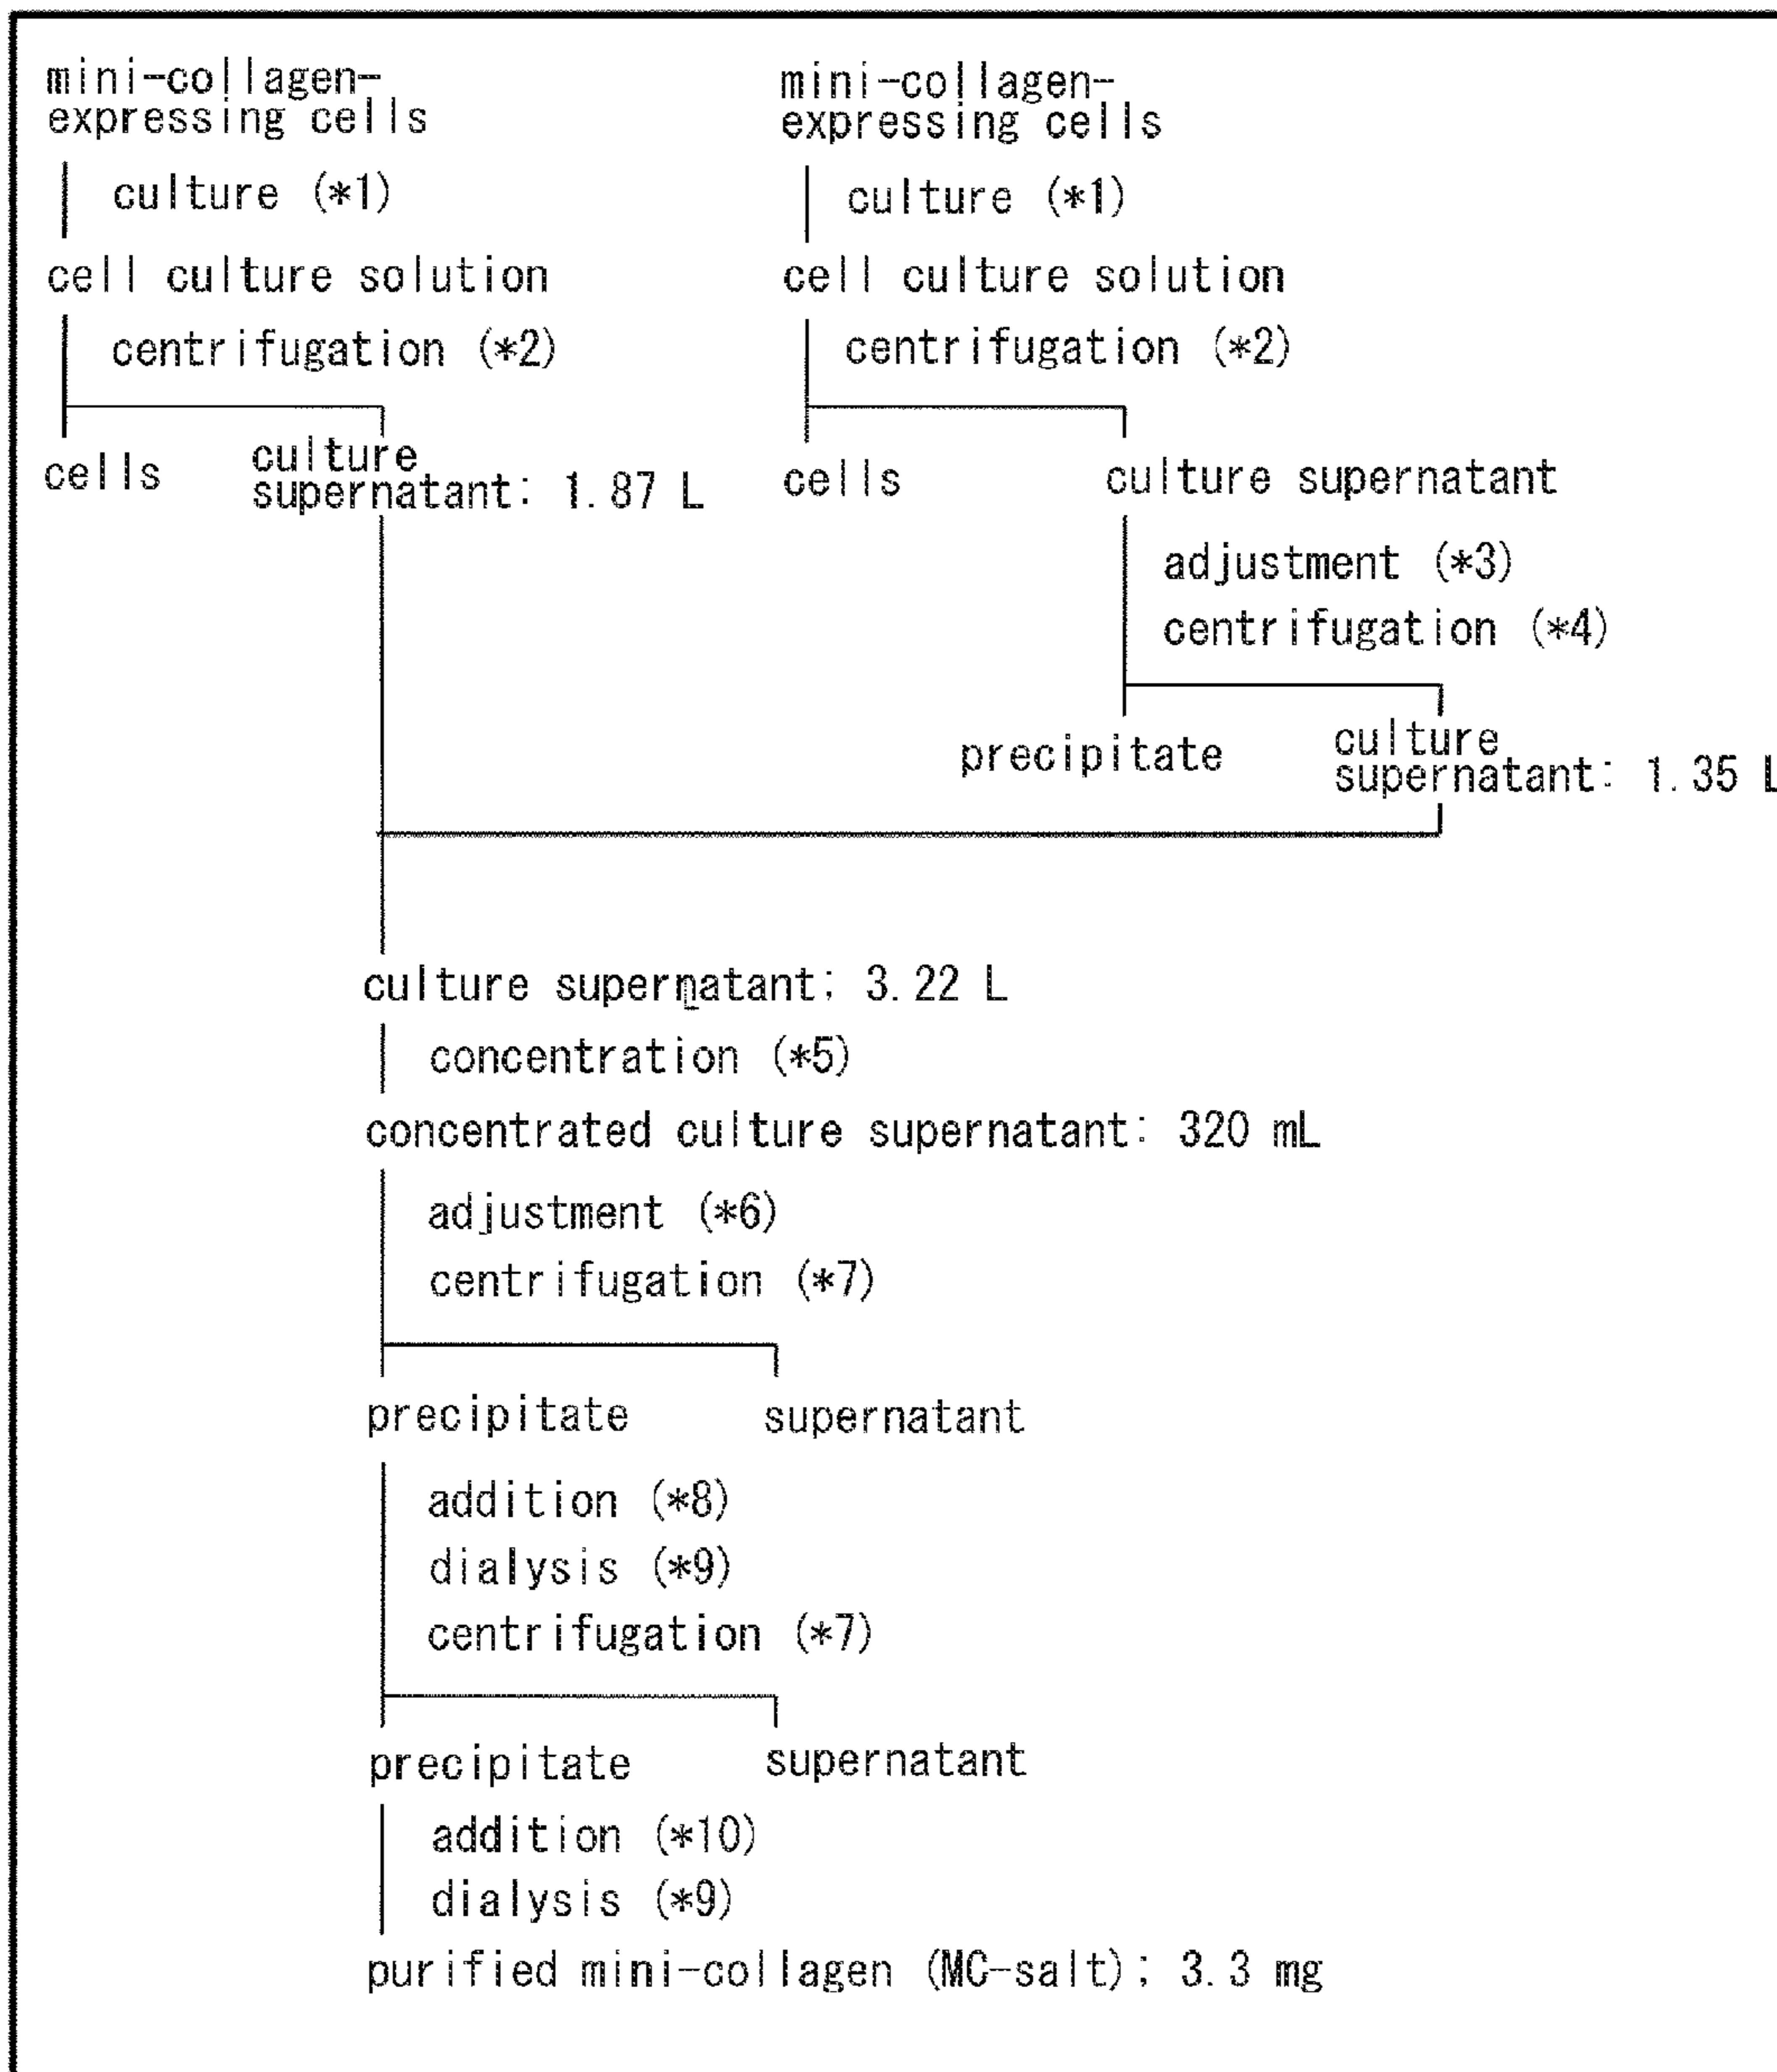 mini-collagen-
expressing cells
culture (*1)
cell culture solution
centrifugation (*2)
cells
culture
supernatant: 1.87 L
mini-collagen-
expressing cells
culture (*1)
cell culture solution
centrifugation (*2)
cells
culture supernatant
adjustment (*3)
centrifugation (*4)
precipitate
culture
supernatant: 1.35 L
culture supernatant; 3.22 L
concentration (*5)
concentrated culture supernatant: 320 mL
adjustment (*6)
centrifugation (*7)
precipitate
supernatant
addition (*8)
dialysis (*9)
centrifugation (*7)
precipitate
supernatant
addition (*10)
dialysis (*9)
purified mini-collagen (MC-salt); 3.3 mg